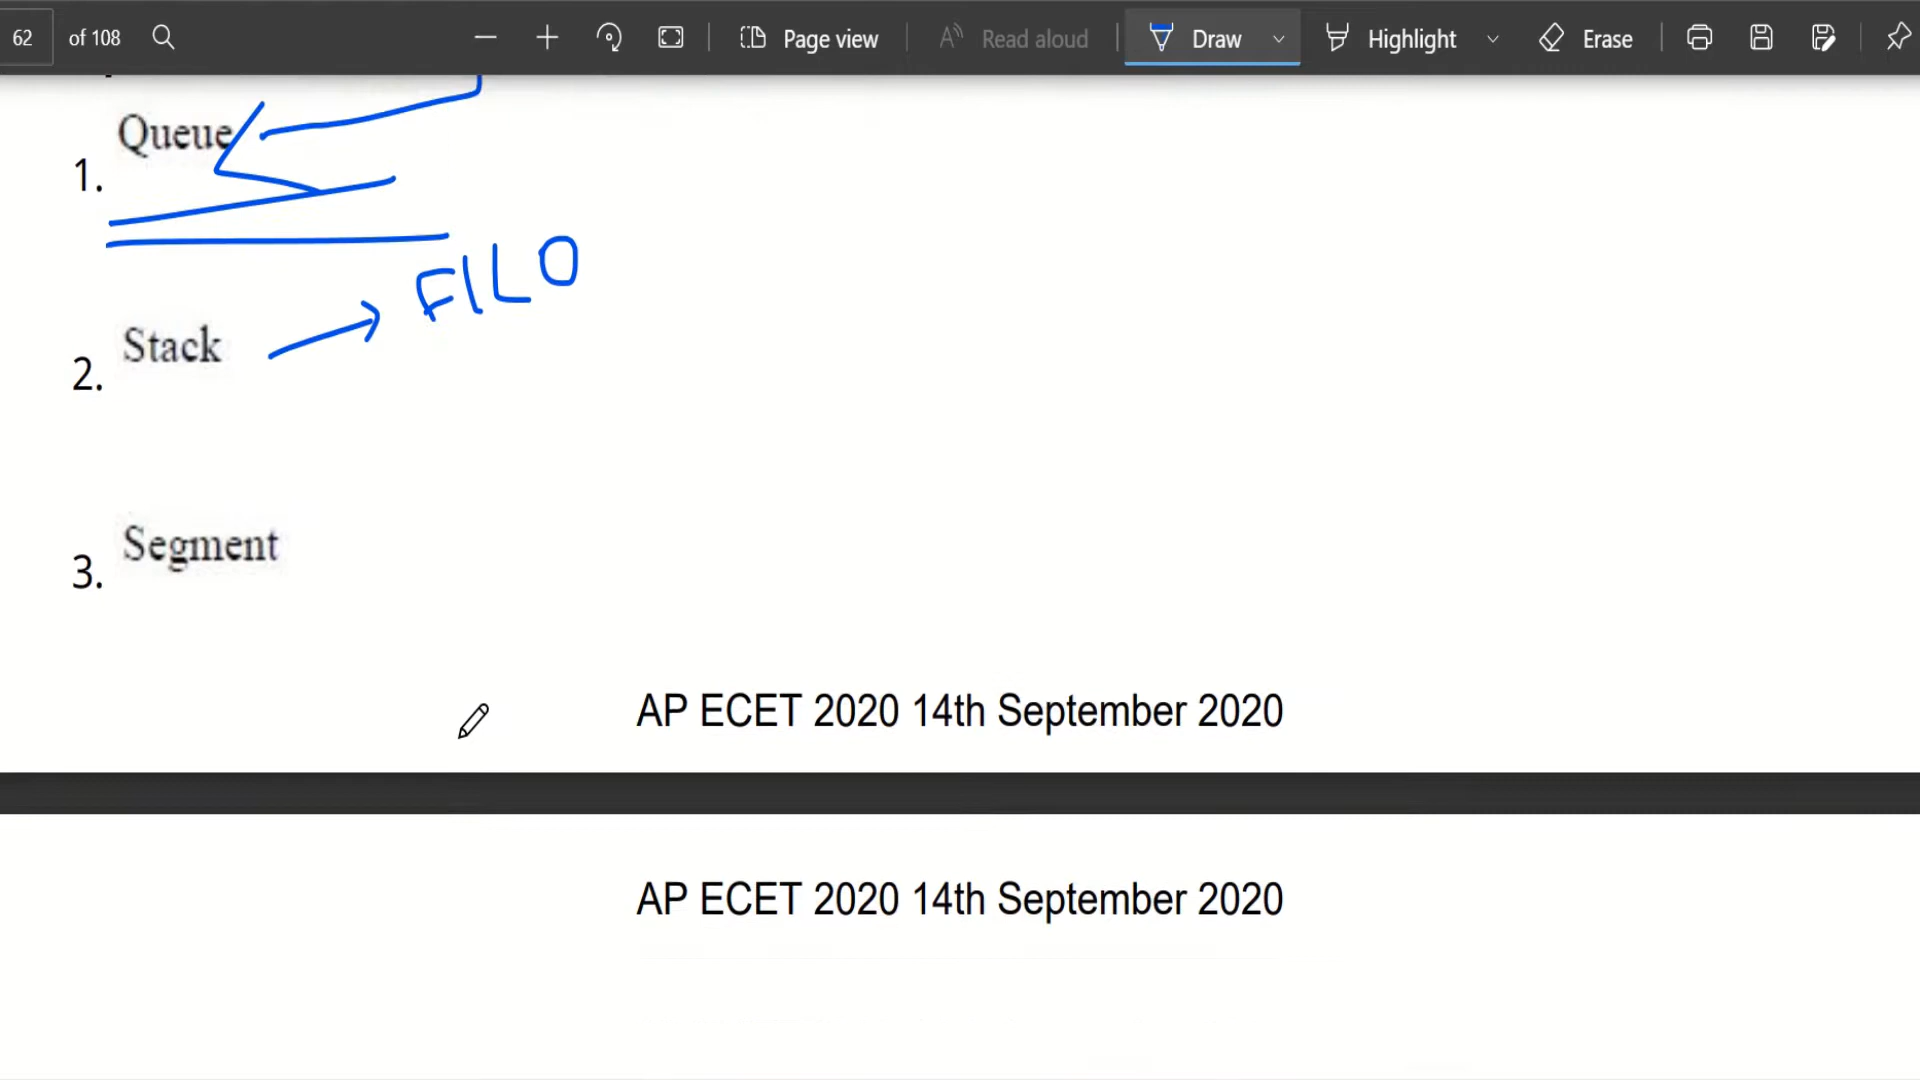 62 of 108 Page view Read aloud Draw Highlight Erase
Queue
1.
FILO
Stack
2.
Segment
3.
AP ECET 2020 14th September 2020
AP ECET 2020 14th September 2020